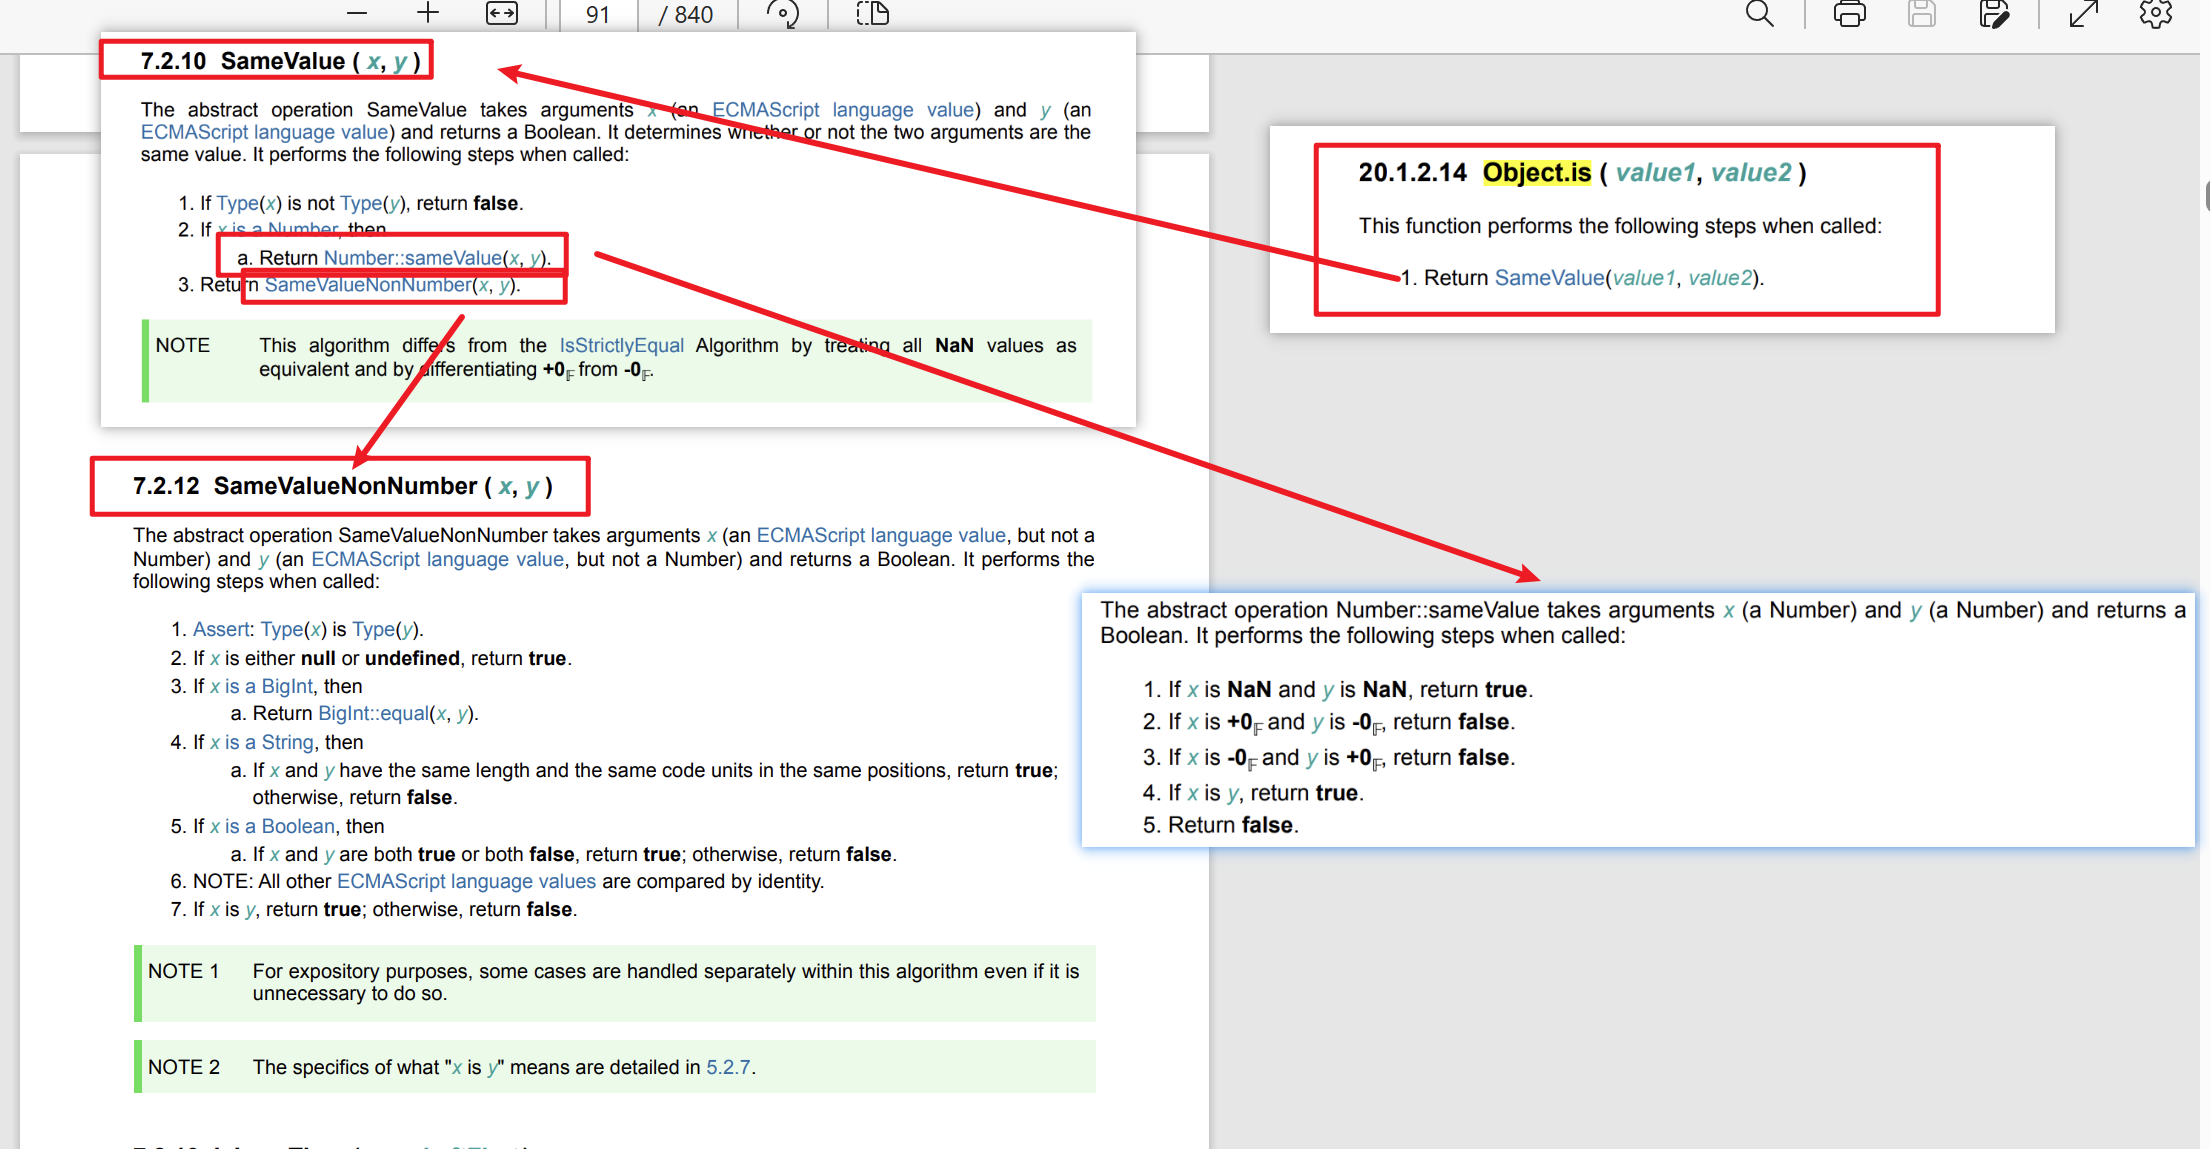 91 / 840
7.2.10 SameValue ( x, y )
The abstract operation SameValue takes arguments x (an ECMAScript language value) and y (an
ECMAScript language value) and returns a Boolean. It determines whether or not the two arguments are the
same value. It performs the following steps when called:
1. If Type(x) is not Type(y), return false.
2. If x is a Number, then
a. Return Number::sameValue(x, y).
3. Return SameValueNonNumber(x, y).
NOTE This algorithm differs from the IsStrictlyEqual Algorithm by treating all NaN values as
equivalent and by differentiating +0𝔽 from -0𝔽.
7.2.12 SameValueNonNumber ( x, y )
The abstract operation SameValueNonNumber takes arguments x (an ECMAScript language value, but not a
Number) and y (an ECMAScript language value, but not a Number) and returns a Boolean. It performs the
following steps when called:
1. Assert: Type(x) is Type(y).
2. If x is either null or undefined, return true.
3. If x is a BigInt, then
a. Return BigInt::equal(x, y).
4. If x is a String, then
a. If x and y have the same length and the same code units in the same positions, return true;
otherwise, return false.
5. If x is a Boolean, then
a. If x and y are both true or both false, return true; otherwise, return false.
6. NOTE: All other ECMAScript language values are compared by identity.
7. If x is y, return true; otherwise, return false.
NOTE 1 For expository purposes, some cases are handled separately within this algorithm even if it is
unnecessary to do so.
NOTE 2 The specifics of what "x is y" means are detailed in 5.2.7.
20.1.2.14 Object.is ( value1, value2 )
This function performs the following steps when called:
1. Return SameValue(value1, value2).
The abstract operation Number::sameValue takes arguments x (a Number) and y (a Number) and returns a
Boolean. It performs the following steps when called:
1. If x is NaN and y is NaN, return true.
2. If x is +0𝔽 and y is -0𝔽, return false.
3. If x is -0𝔽 and y is +0𝔽, return false.
4. If x is y, return true.
5. Return false.